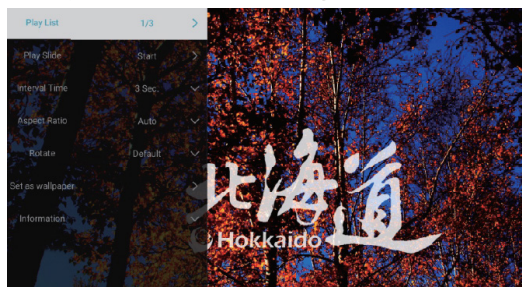 Play List 1/3
Play Slide Start
Interval Time 3 Sec.
Aspect Ratio Auto
Rotate Default
Set as wallpaper
Information
北海道
Hokkaido